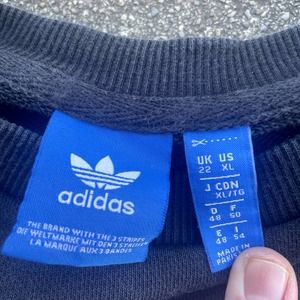 adidas
THE BRAND WITH THE 3 STRIPES
DIE WELTMARKE MIT DEN 3 STREIFEN
LA MARQUE AUX 3 BANDES
UK US
22 XL
J CDN
XL/TG
D F
48 50
E I
48 54
MADE IN